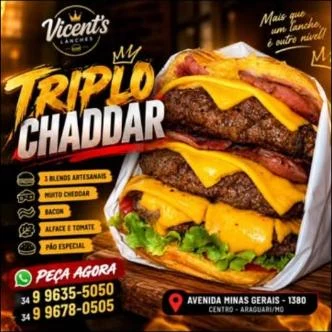 Vicent's
LANCHES
Mais que
um lanche,
é outro nível!
TRIPLO
CHADDAR
3 BLENDS ARTESANAIS
MUITO CHEDDAR
BACON
ALFACE E TOMATE
PÃO ESPECIAL
PEÇA AGORA
34 9 9635-5050
34 9 9678-0505
AVENIDA MINAS GERAIS - 1380
CENTRO - ARAGUARI/MG